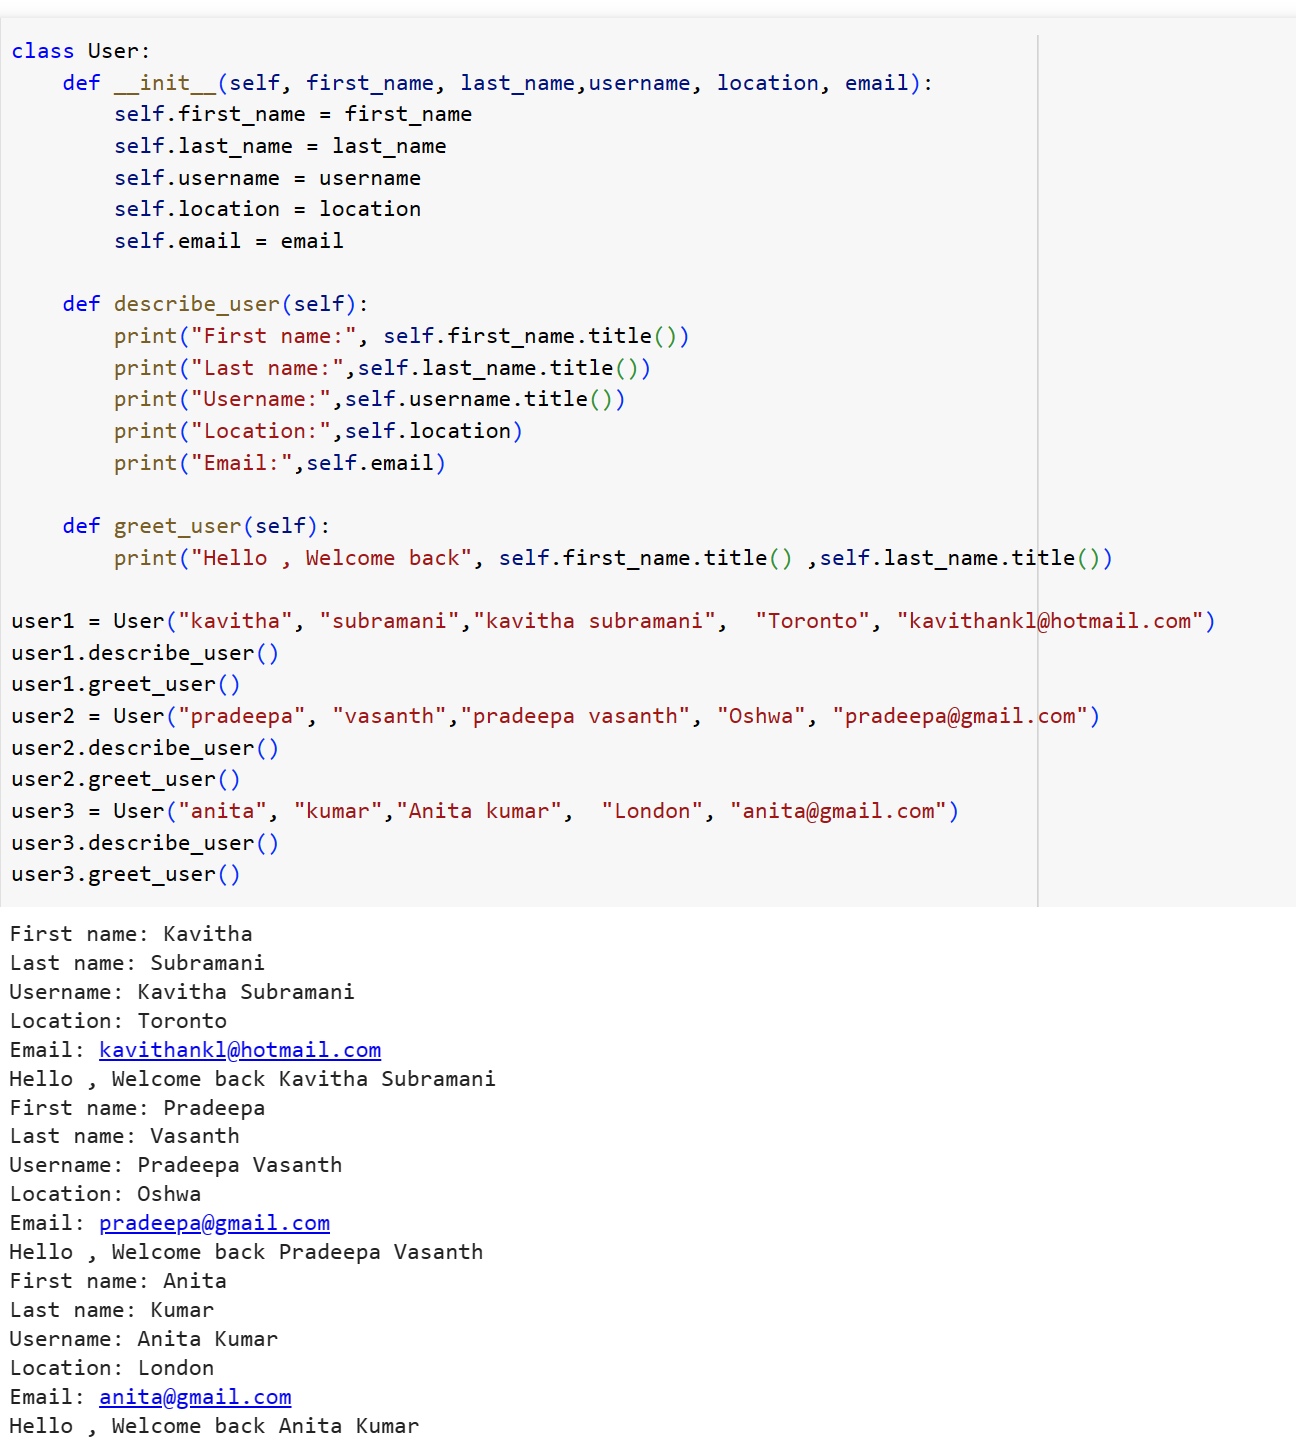 class User:
    def __init__(self, first_name, last_name,username, location, email):
        self.first_name = first_name
        self.last_name = last_name
        self.username = username
        self.location = location
        self.email = email

    def describe_user(self):
        print("First name:", self.first_name.title())
        print("Last name:",self.last_name.title())
        print("Username:",self.username.title())
        print("Location:",self.location)
        print("Email:",self.email)

    def greet_user(self):
        print("Hello , Welcome back", self.first_name.title() ,self.last_name.title())

user1 = User("kavitha", "subramani","kavitha subramani",  "Toronto", "kavithankl@hotmail.com")
user1.describe_user()
user1.greet_user()
user2 = User("pradeepa", "vasanth","pradeepa vasanth", "Oshwa", "pradeepa@gmail.com")
user2.describe_user()
user2.greet_user()
user3 = User("anita", "kumar","Anita kumar",  "London", "anita@gmail.com")
user3.describe_user()
user3.greet_user()
First name: Kavitha
Last name: Subramani
Username: Kavitha Subramani
Location: Toronto
Email: kavithankl@hotmail.com
Hello , Welcome back Kavitha Subramani
First name: Pradeepa
Last name: Vasanth
Username: Pradeepa Vasanth
Location: Oshwa
Email: pradeepa@gmail.com
Hello , Welcome back Pradeepa Vasanth
First name: Anita
Last name: Kumar
Username: Anita Kumar
Location: London
Email: anita@gmail.com
Hello , Welcome back Anita Kumar